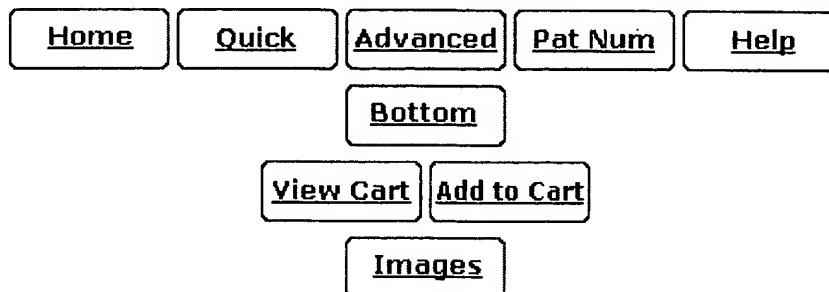 Home Quick Advanced Pat Num Help
Bottom
View Cart Add to Cart
Images